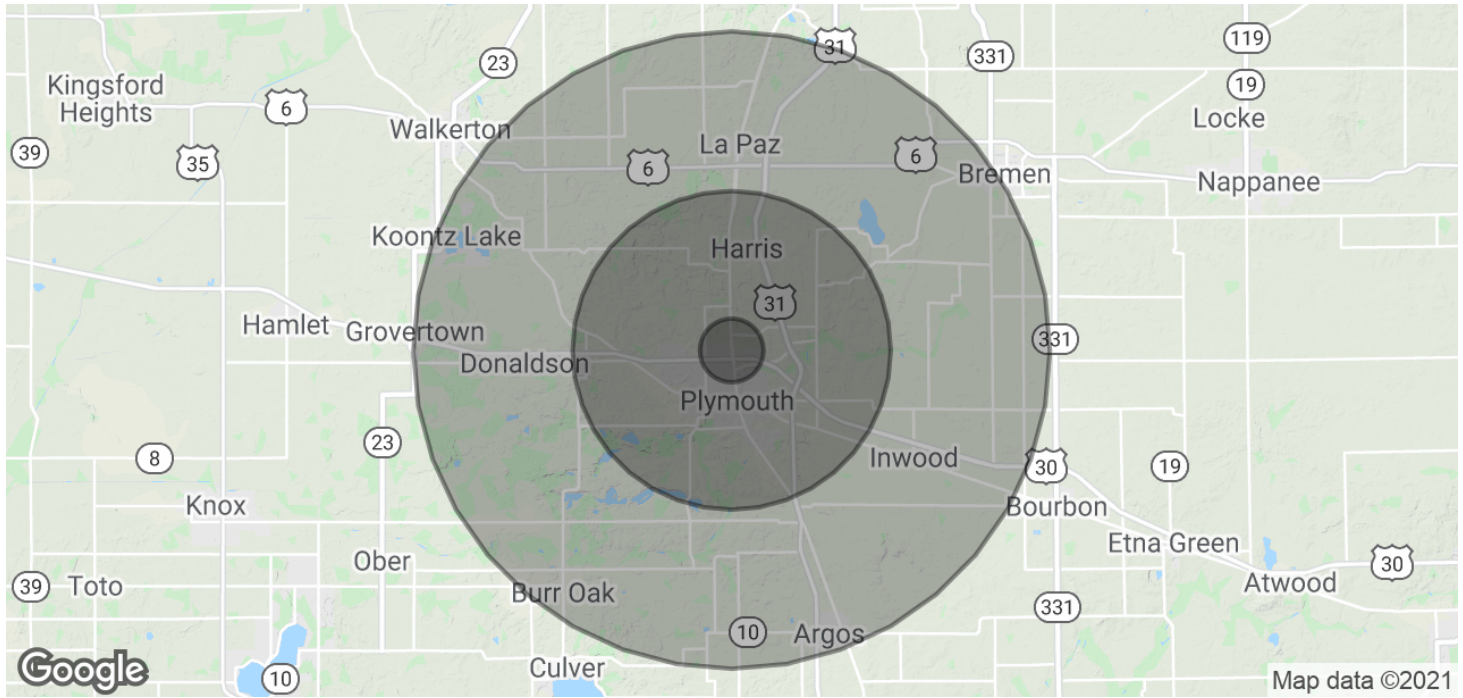 119
31
23
331
Kingsford
Heights
19
6
Locke
Walkerton
La Paz
39
6
6
35
Bremen
Nappanee
Koontz Lake
Harris
31
Hamlet
Grovertown
331
Donaldson
Plymouth
23
Inwood
8
30
19
Knox
Bourbon
Etna Green
Ober
30
39
Toto
Atwood
Burr Oak
331
10
Argos
Culver
10
Google
Map data ©2021